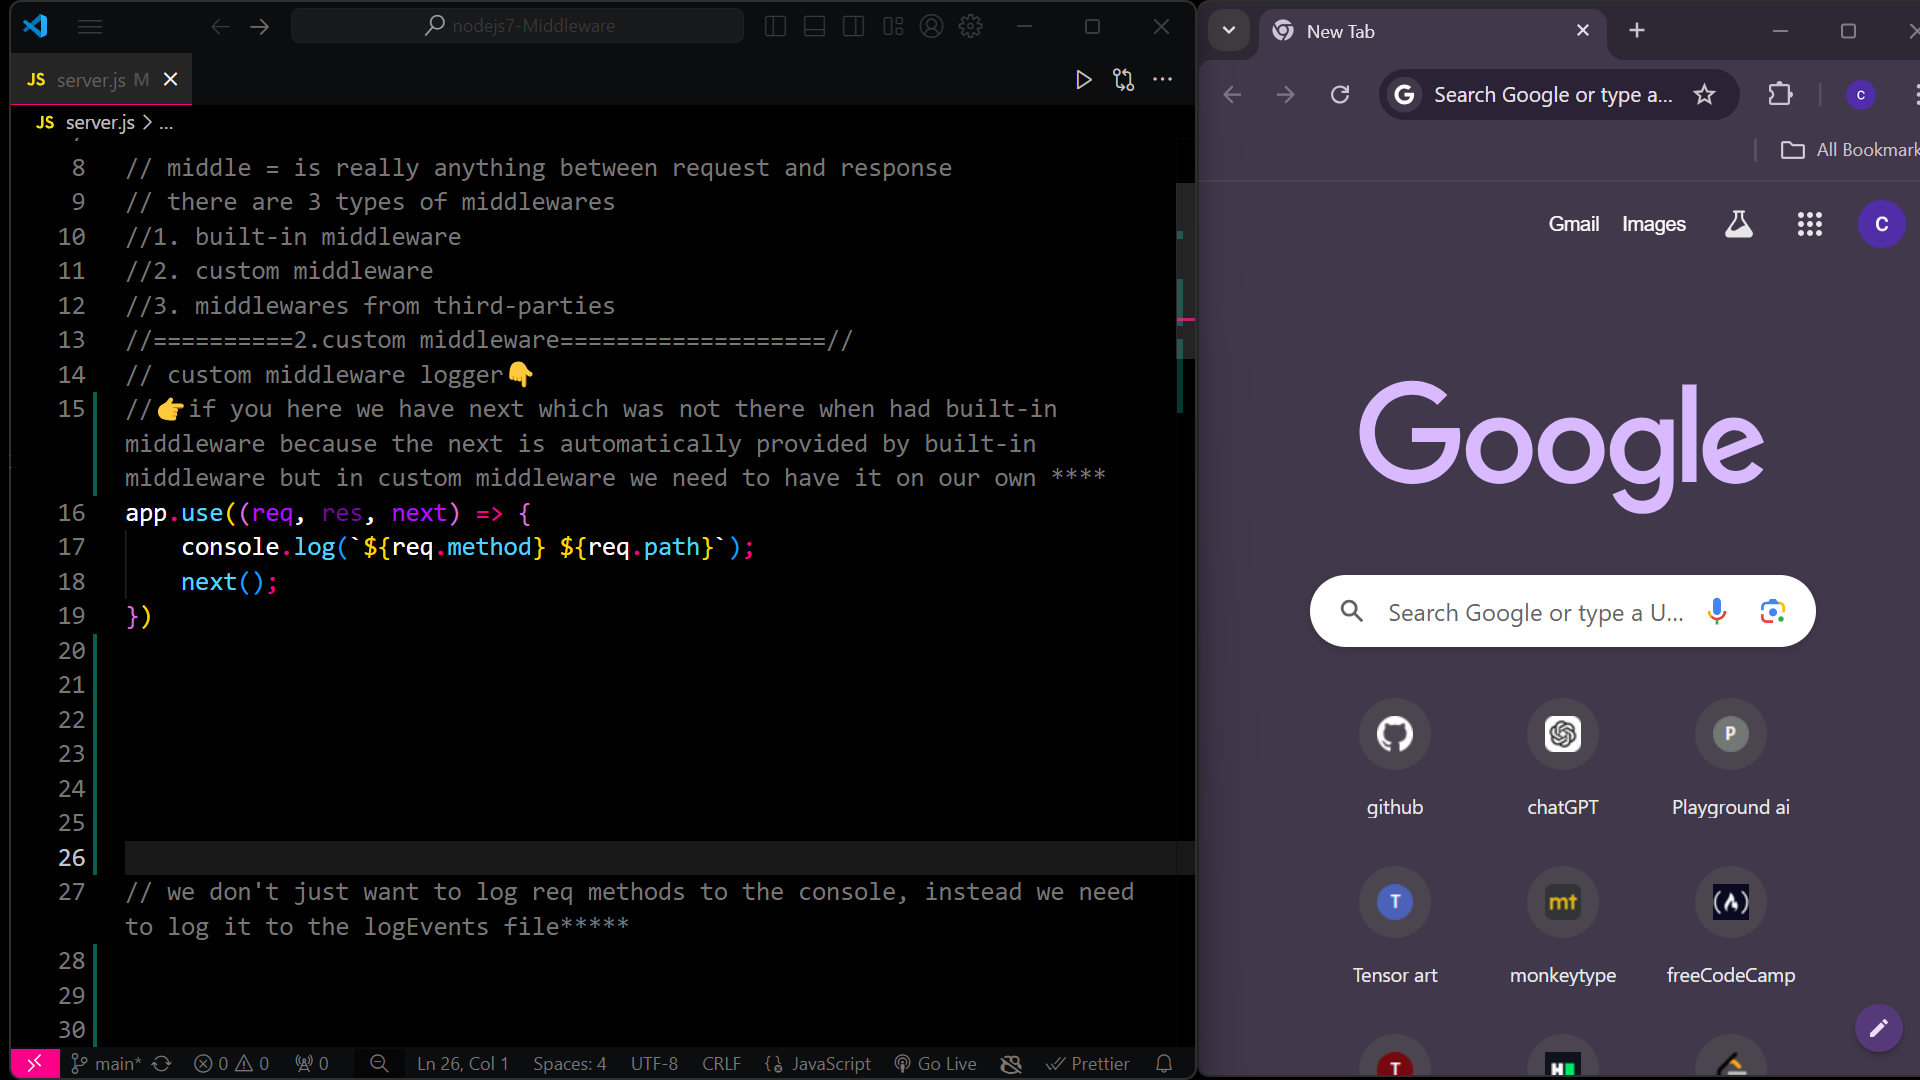 nodejs7-Middleware
JS server.js M
JS server.js > ...
8 // middle = is really anything between request and response
9 // there are 3 types of middlewares
10 //1. built-in middleware
11 //2. custom middleware
12 //3. middlewares from third-parties
13 //==========2.custom middleware===================//
14 // custom middleware logger👇
15 //👉if you here we have next which was not there when had built-in
middleware because the next is automatically provided by built-in
middleware but in custom middleware we need to have it on our own ****
16 app.use((req, res, next) => {
17 console.log(`${req.method} ${req.path}`);
18 next();
19 })
20
21
22
23
24
25
26
27 // we don't just want to log req methods to the console, instead we need
to log it to the logEvents file*****
28
29
30
main* 0 0 0 Ln 26, Col 1 Spaces: 4 UTF-8 CRLF {} JavaScript Go Live Prettier
New Tab
G Search Google or type a...
C
All Bookmark
Gmail Images
C
Google
Search Google or type a U...
github chatGPT P Playground ai
T Tensor art mt monkeytype freeCodeCamp
T H